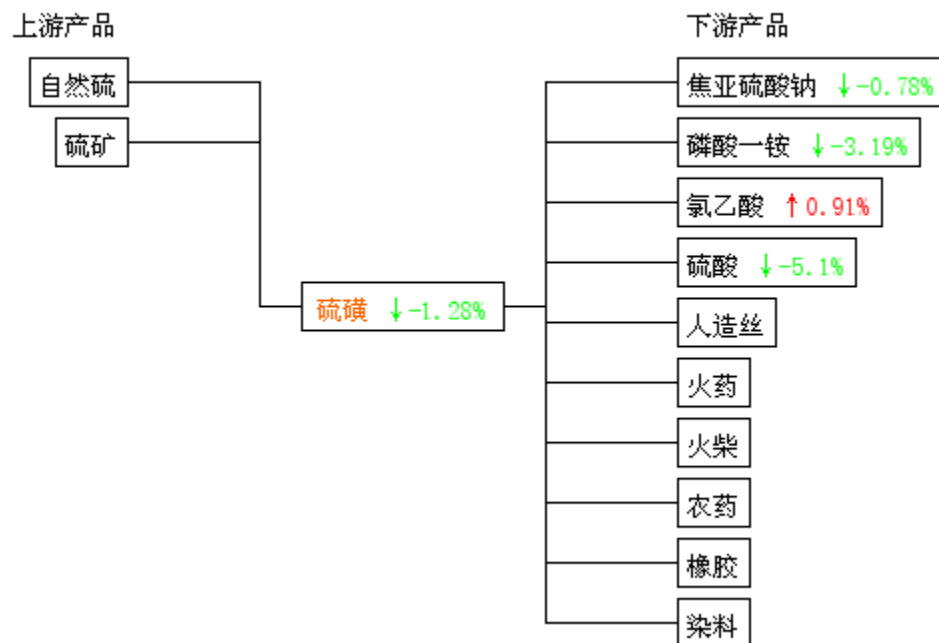 上游产品
下游产品
自然硫
硫矿
硫磺 ↓-1.28%
焦亚硫酸钠 ↓-0.78%
磷酸一铵 ↓-3.19%
氯乙酸 ↑0.91%
硫酸 ↓-5.1%
人造丝
火药
火柴
农药
橡胶
染料